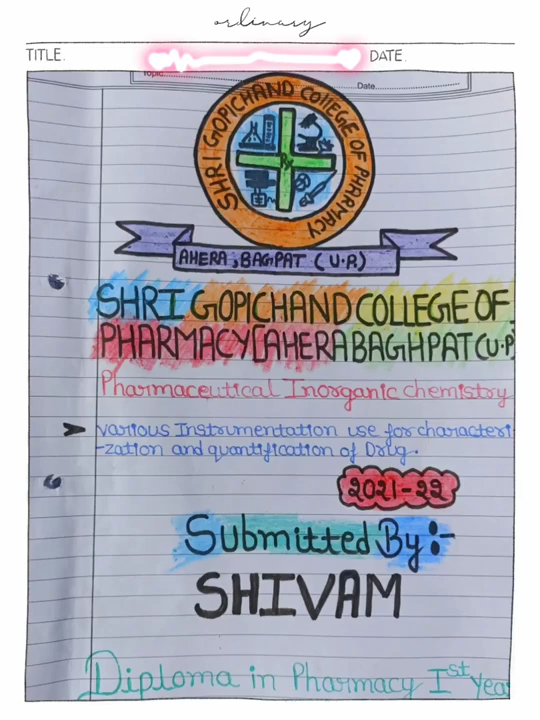 ordinary
TITLE. DATE.
Topic.
Date.
SHRI GOPICHAND COllEGE OF PHARMACY
Rx
AHERA, BAGHPAT (U.P)
SHRI GOPICHAND COLLEGE OF
PHARMACY[AHERA BAGHPAT (U.P)
Pharmaceutical Inorganic chemistry
➤ various Instrumentation use for characteri-
-zation and quantification of Drug.
2021-22
Submitted By:-
SHIVAM
Diploma in Pharmacy Ist Year